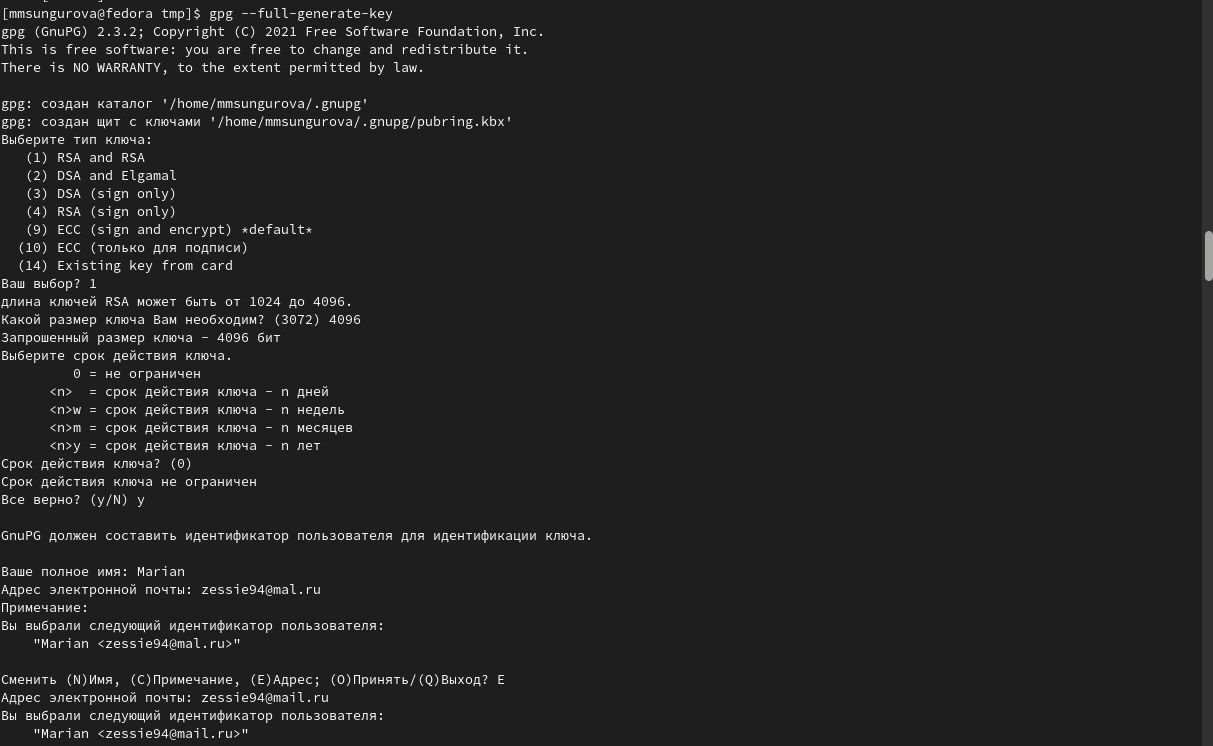 [mmsungurova@fedora tmp]$ gpg --full-generate-key
gpg (GnuPG) 2.3.2; Copyright (C) 2021 Free Software Foundation, Inc.
This is free software: you are free to change and redistribute it.
There is NO WARRANTY, to the extent permitted by law.

gpg: создан каталог '/home/mmsungurova/.gnupg'
gpg: создан щит с ключами '/home/mmsungurova/.gnupg/pubring.kbx'
Выберите тип ключа:
   (1) RSA and RSA
   (2) DSA and Elgamal
   (3) DSA (sign only)
   (4) RSA (sign only)
   (9) ECC (sign and encrypt) *default*
  (10) ECC (только для подписи)
  (14) Existing key from card
Ваш выбор? 1
длина ключей RSA может быть от 1024 до 4096.
Какой размер ключа Вам необходим? (3072) 4096
Запрошенный размер ключа - 4096 бит
Выберите срок действия ключа.
         0 = не ограничен
      <n>  = срок действия ключа - n дней
      <n>w = срок действия ключа - n недель
      <n>m = срок действия ключа - n месяцев
      <n>y = срок действия ключа - n лет
Срок действия ключа? (0)
Срок действия ключа не ограничен
Все верно? (y/N) y

GnuPG должен составить идентификатор пользователя для идентификации ключа.

Ваше полное имя: Marian
Адрес электронной почты: zessie94@mal.ru
Примечание:
Вы выбрали следующий идентификатор пользователя:
    "Marian <zessie94@mal.ru>"

Сменить (N)Имя, (C)Примечание, (E)Адрес; (O)Принять/(Q)Выход? E
Адрес электронной почты: zessie94@mail.ru
Вы выбрали следующий идентификатор пользователя:
    "Marian <zessie94@mail.ru>"